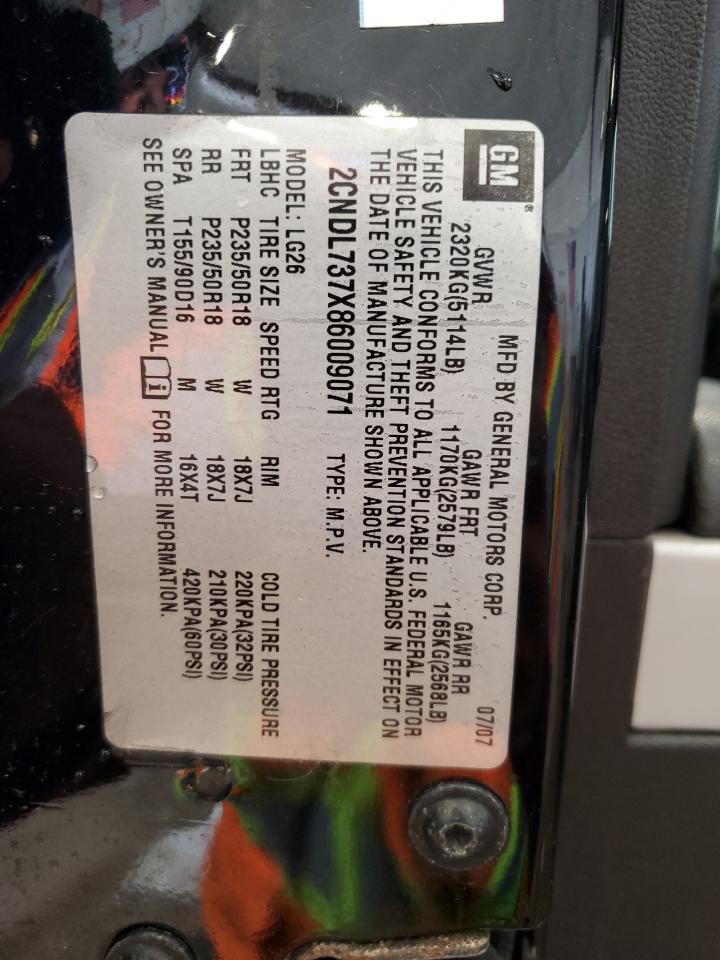 GM® MFD BY GENERAL MOTORS CORP. 07/07
GVWR GAWR FRT GAWR RR
2320KG(5114LB) 1170KG(2579LB) 1165KG(2568LB)
THIS VEHICLE CONFORMS TO ALL APPLICABLE U.S. FEDERAL MOTOR
VEHICLE SAFETY AND THEFT PREVENTION STANDARDS IN EFFECT ON
THE DATE OF MANUFACTURE SHOWN ABOVE.
2CNDL737X86009071 TYPE: M.P.V.
MODEL: LG26
LBHC TIRE SIZE SPEED RTG RIM COLD TIRE PRESSURE
FRT P235/50R18 W 18X7J 220KPA(32PSI)
RR P235/50R18 W 18X7J 210KPA(30PSI)
SPA T155/90D16 M 16X4T 420KPA(60PSI)
SEE OWNER'S MANUAL i FOR MORE INFORMATION.